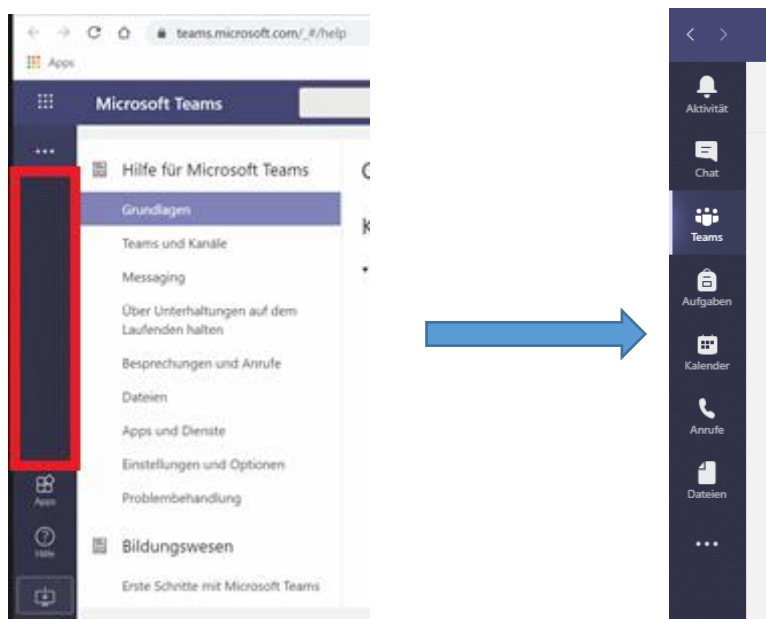 teams.microsoft.com/_#/help
Apps
Microsoft Teams
Hilfe für Microsoft Teams
Grundlagen
Teams und Kanäle
Messaging
Über Unterhaltungen auf dem
Laufenden halten
Besprechungen und Anrufe
Dateien
Apps und Dienste
Einstellungen und Optionen
Problembehandlung
Bildungswesen
Erste Schritte mit Microsoft Teams
Apps
Hilfe
Aktivität
Chat
Teams
Aufgaben
Kalender
Anrufe
Dateien